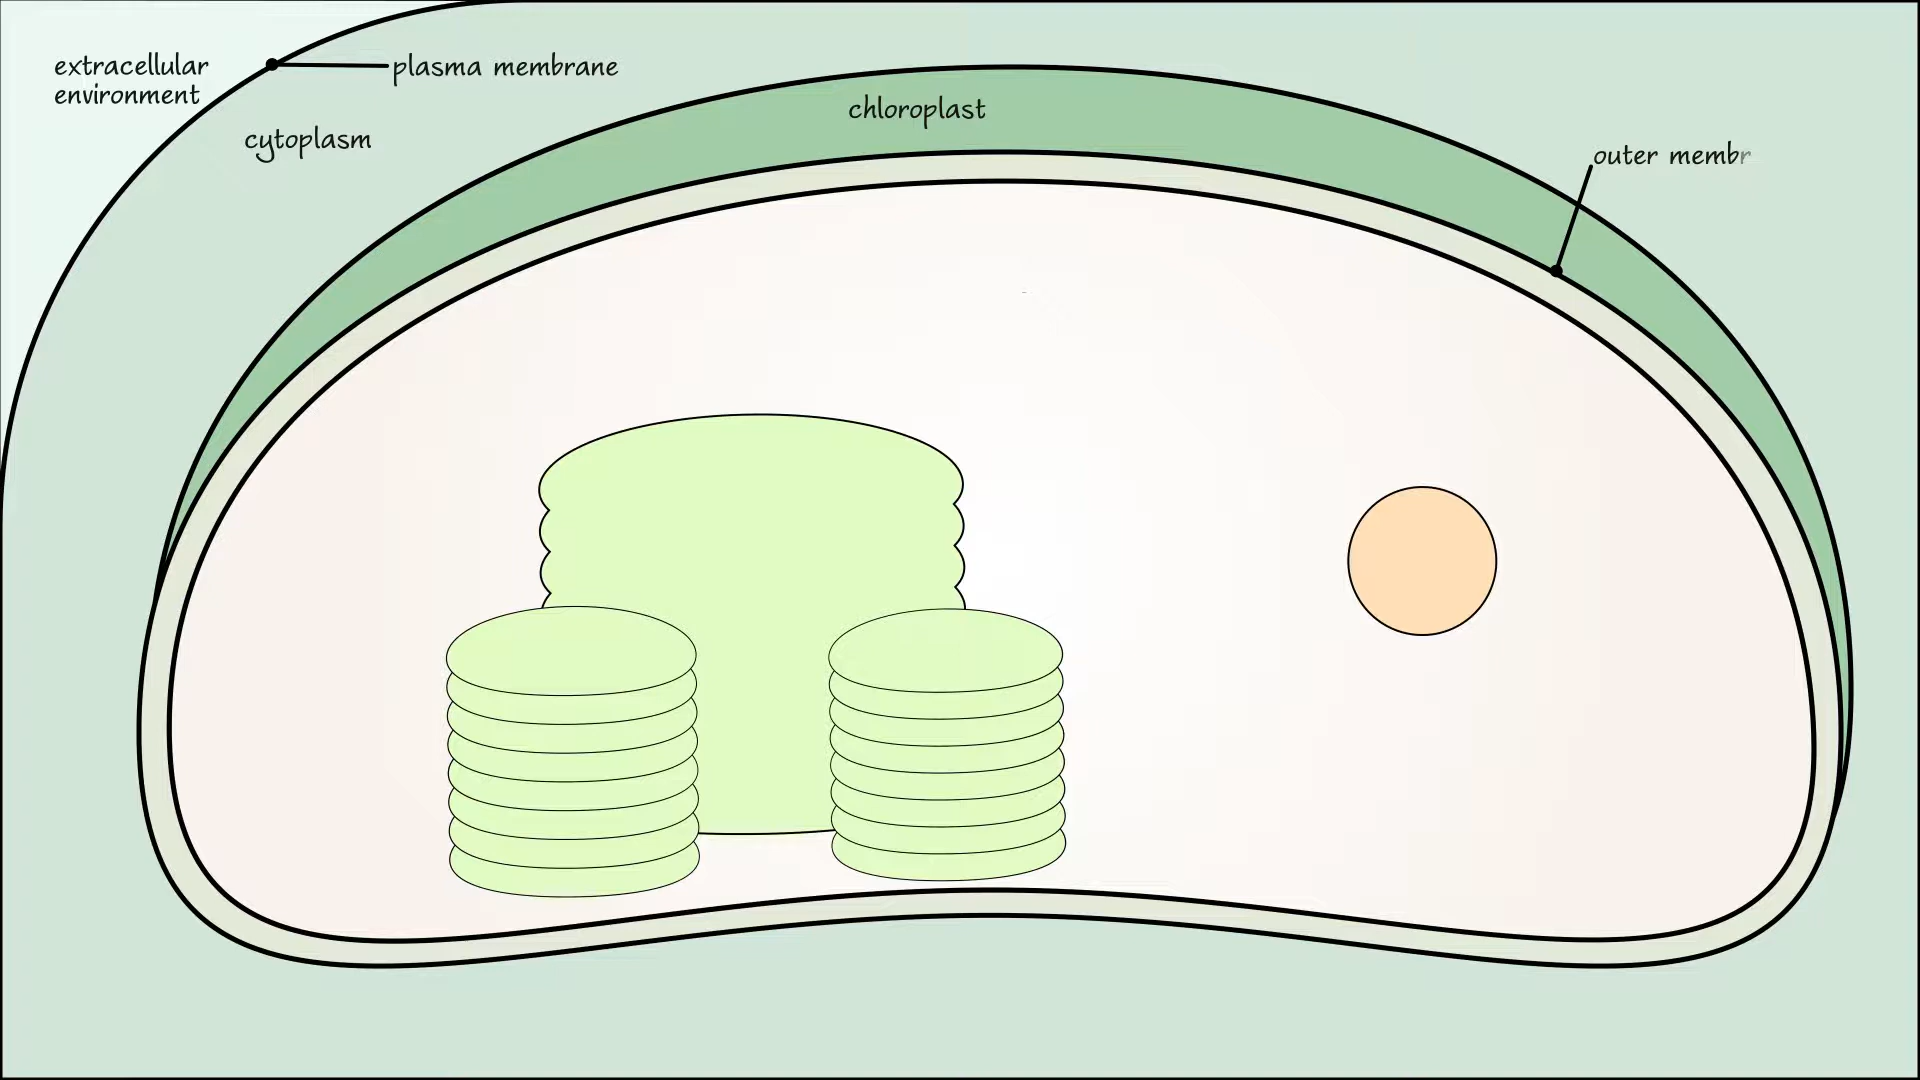 extracellular
environment
plasma membrane
cytoplasm
chloroplast
outer membr